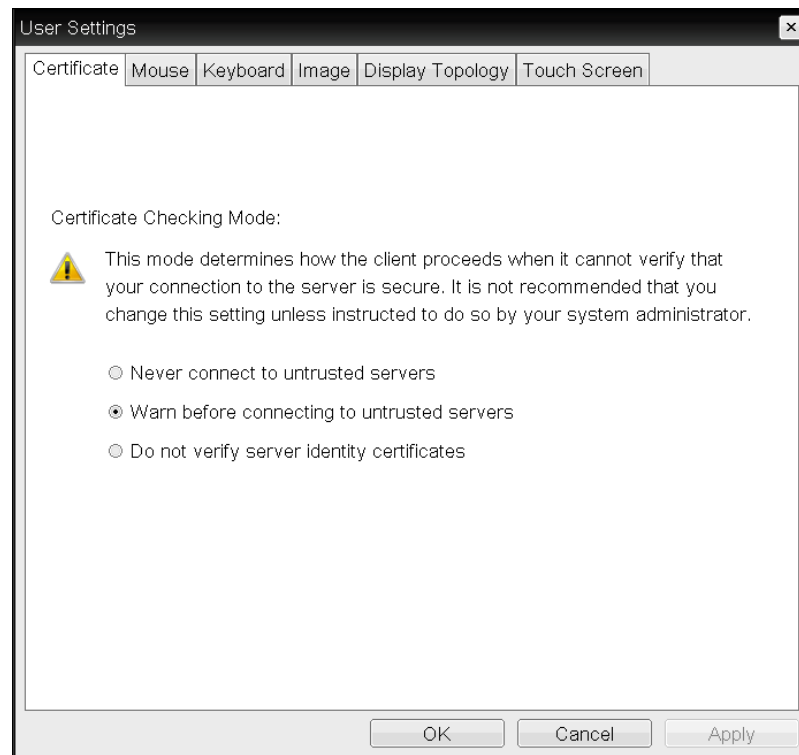 User Settings
Certificate Mouse Keyboard Image Display Topology Touch Screen
Certificate Checking Mode:
This mode determines how the client proceeds when it cannot verify that
your connection to the server is secure. It is not recommended that you
change this setting unless instructed to do so by your system administrator.
Never connect to untrusted servers
Warn before connecting to untrusted servers
Do not verify server identity certificates
OK Cancel Apply